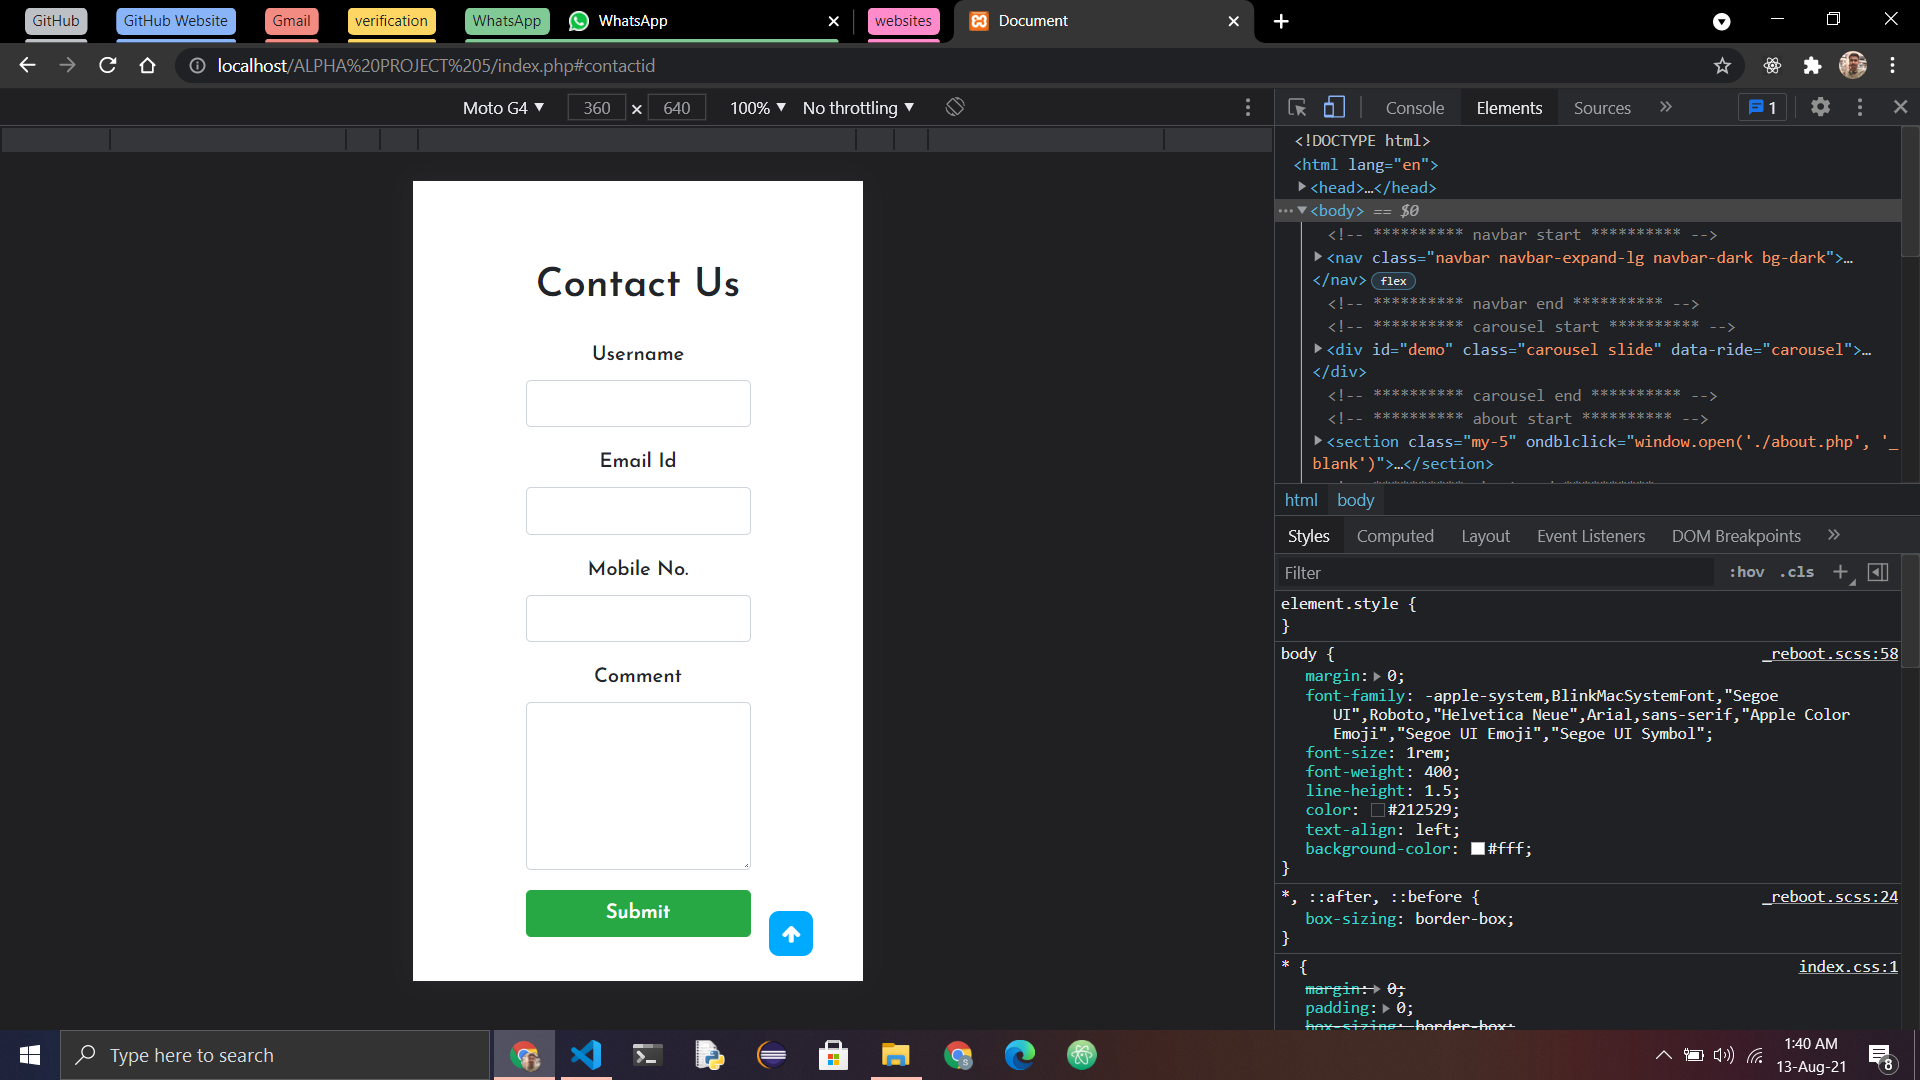 GitHub
GitHub Website
Gmail
verification
WhatsApp
WhatsApp
websites
Document
localhost/ALPHA%20PROJECT%205/index.php#contactid
Moto G4 ▼ 360 × 640 100% ▼ No throttling ▼
Console Elements Sources » 1
Contact Us
Username
Email Id
Mobile No.
Comment
Submit
<!DOCTYPE html>
<html lang="en">
<head>…</head>
<body> == $0
<!-- ********** navbar start ********** -->
<nav class="navbar navbar-expand-lg navbar-dark bg-dark">…
</nav> flex
<!-- ********** navbar end ********** -->
<!-- ********** carousel start ********** -->
<div id="demo" class="carousel slide" data-ride="carousel">…
</div>
<!-- ********** carousel end ********** -->
<!-- ********** about start ********** -->
<section class="my-5" ondblclick="window.open('./about.php', '_
blank')">…</section>
html body
Styles Computed Layout Event Listeners DOM Breakpoints »
Filter :hov .cls +
element.style {
}
body { _reboot.scss:58
margin: 0;
font-family: -apple-system,BlinkMacSystemFont,"Segoe
UI",Roboto,"Helvetica Neue",Arial,sans-serif,"Apple Color
Emoji","Segoe UI Emoji","Segoe UI Symbol";
font-size: 1rem;
font-weight: 400;
line-height: 1.5;
color: #212529;
text-align: left;
background-color: #fff;
}
*, ::after, ::before { _reboot.scss:24
box-sizing: border-box;
}
* { index.css:1
margin: 0;
padding: 0;
box-sizing: border-box;
Type here to search
1:40 AM
13-Aug-21
8